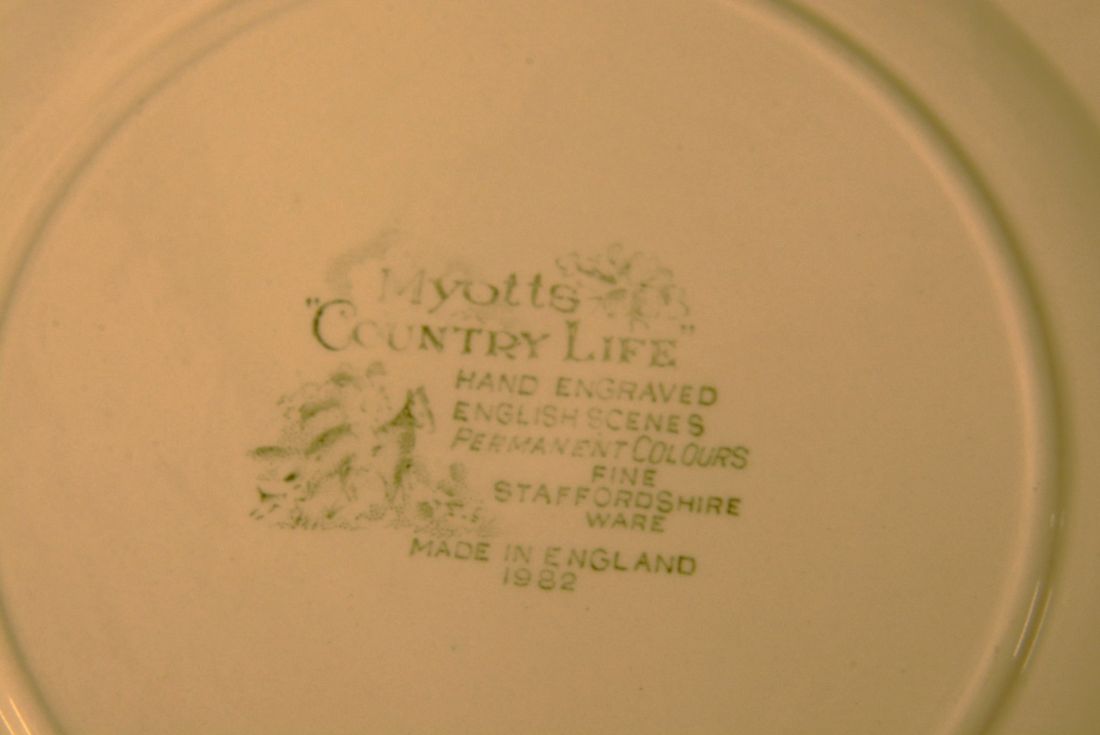 Myotts
"COUNTRY LIFE"
HAND ENGRAVED
ENGLISH SCENES
PERMANENT COLOURS
FINE
STAFFORDSHIRE
WARE
MADE IN ENGLAND
1982